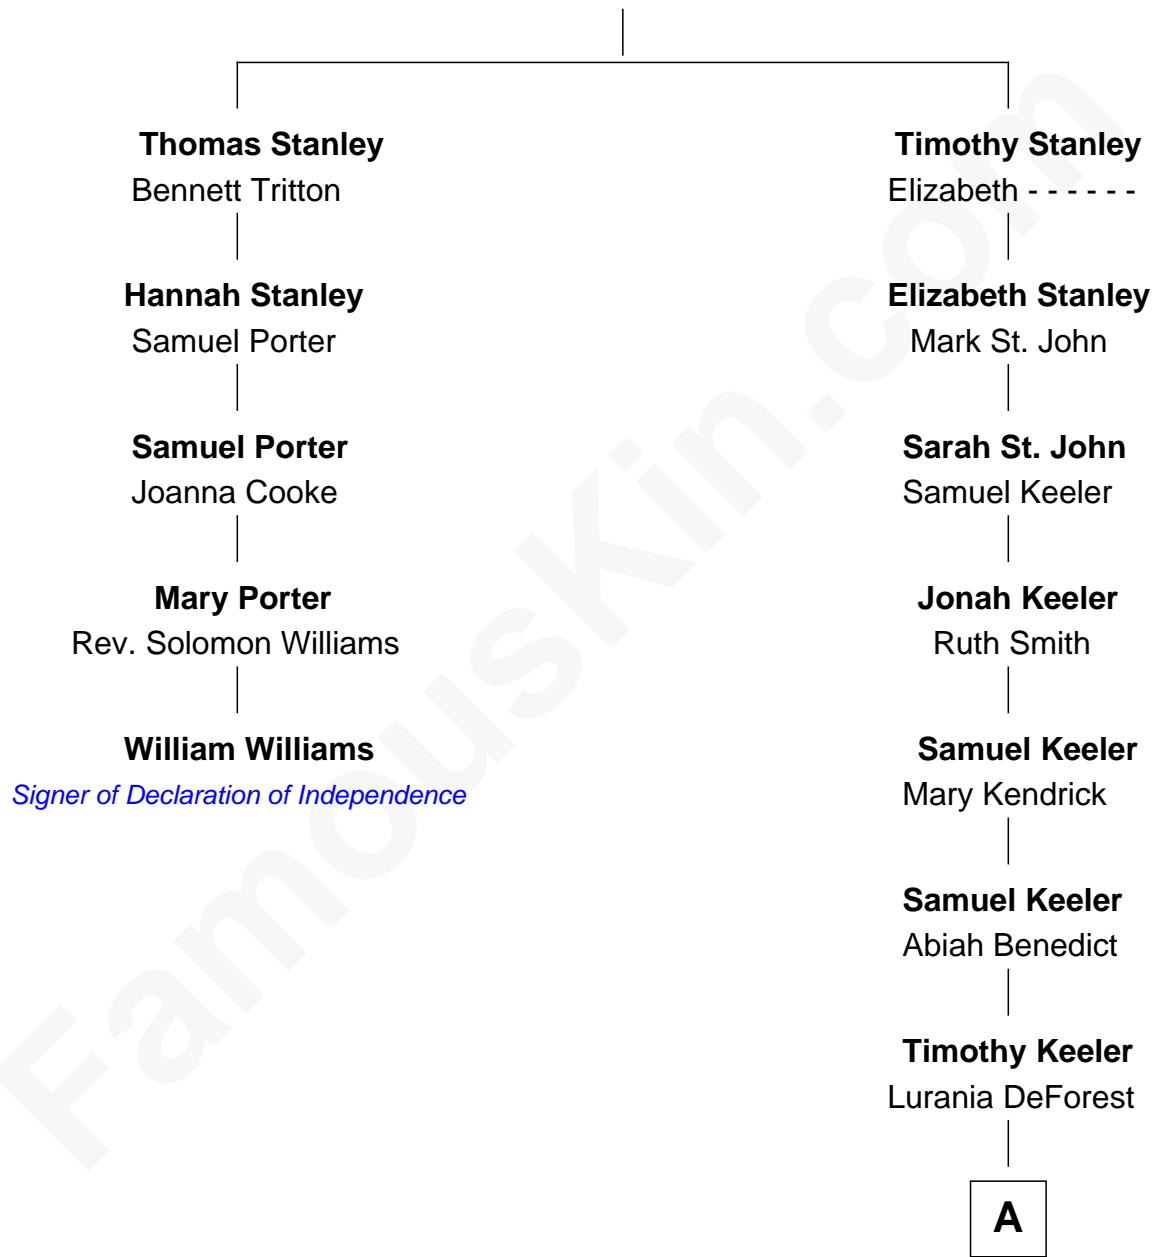 Thomas Stanley
Bennett Tritton
Hannah Stanley
Samuel Porter
Samuel Porter
Joanna Cooke
Mary Porter
Rev. Solomon Williams
William Williams
Signer of Declaration of Independence
Timothy Stanley
Elizabeth - - - - - -
Elizabeth Stanley
Mark St. John
Sarah St. John
Samuel Keeler
Jonah Keeler
Ruth Smith
Samuel Keeler
Mary Kendrick
Samuel Keeler
Abiah Benedict
Timothy Keeler
Lurania DeForest
A
FamousKin.com